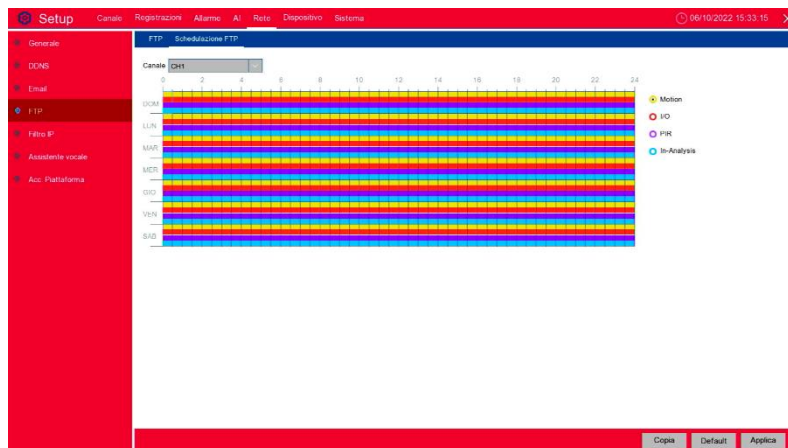 Setup Canale Registrazioni Allarme AI Rete Dispositivo Sistema 06/10/2022 15:33:15
Generale
DDNS
Email
FTP
Filtro IP
Assistente vocale
Acc. Piattaforma
FTP Schedulazione FTP
Canale CH1
0 2 4 6 8 10 12 14 16 18 20 22 24
DOM
LUN
MAR
MER
GIO
VEN
SAB
Motion
I/O
PIR
In-Analysis
Copia Default Applica